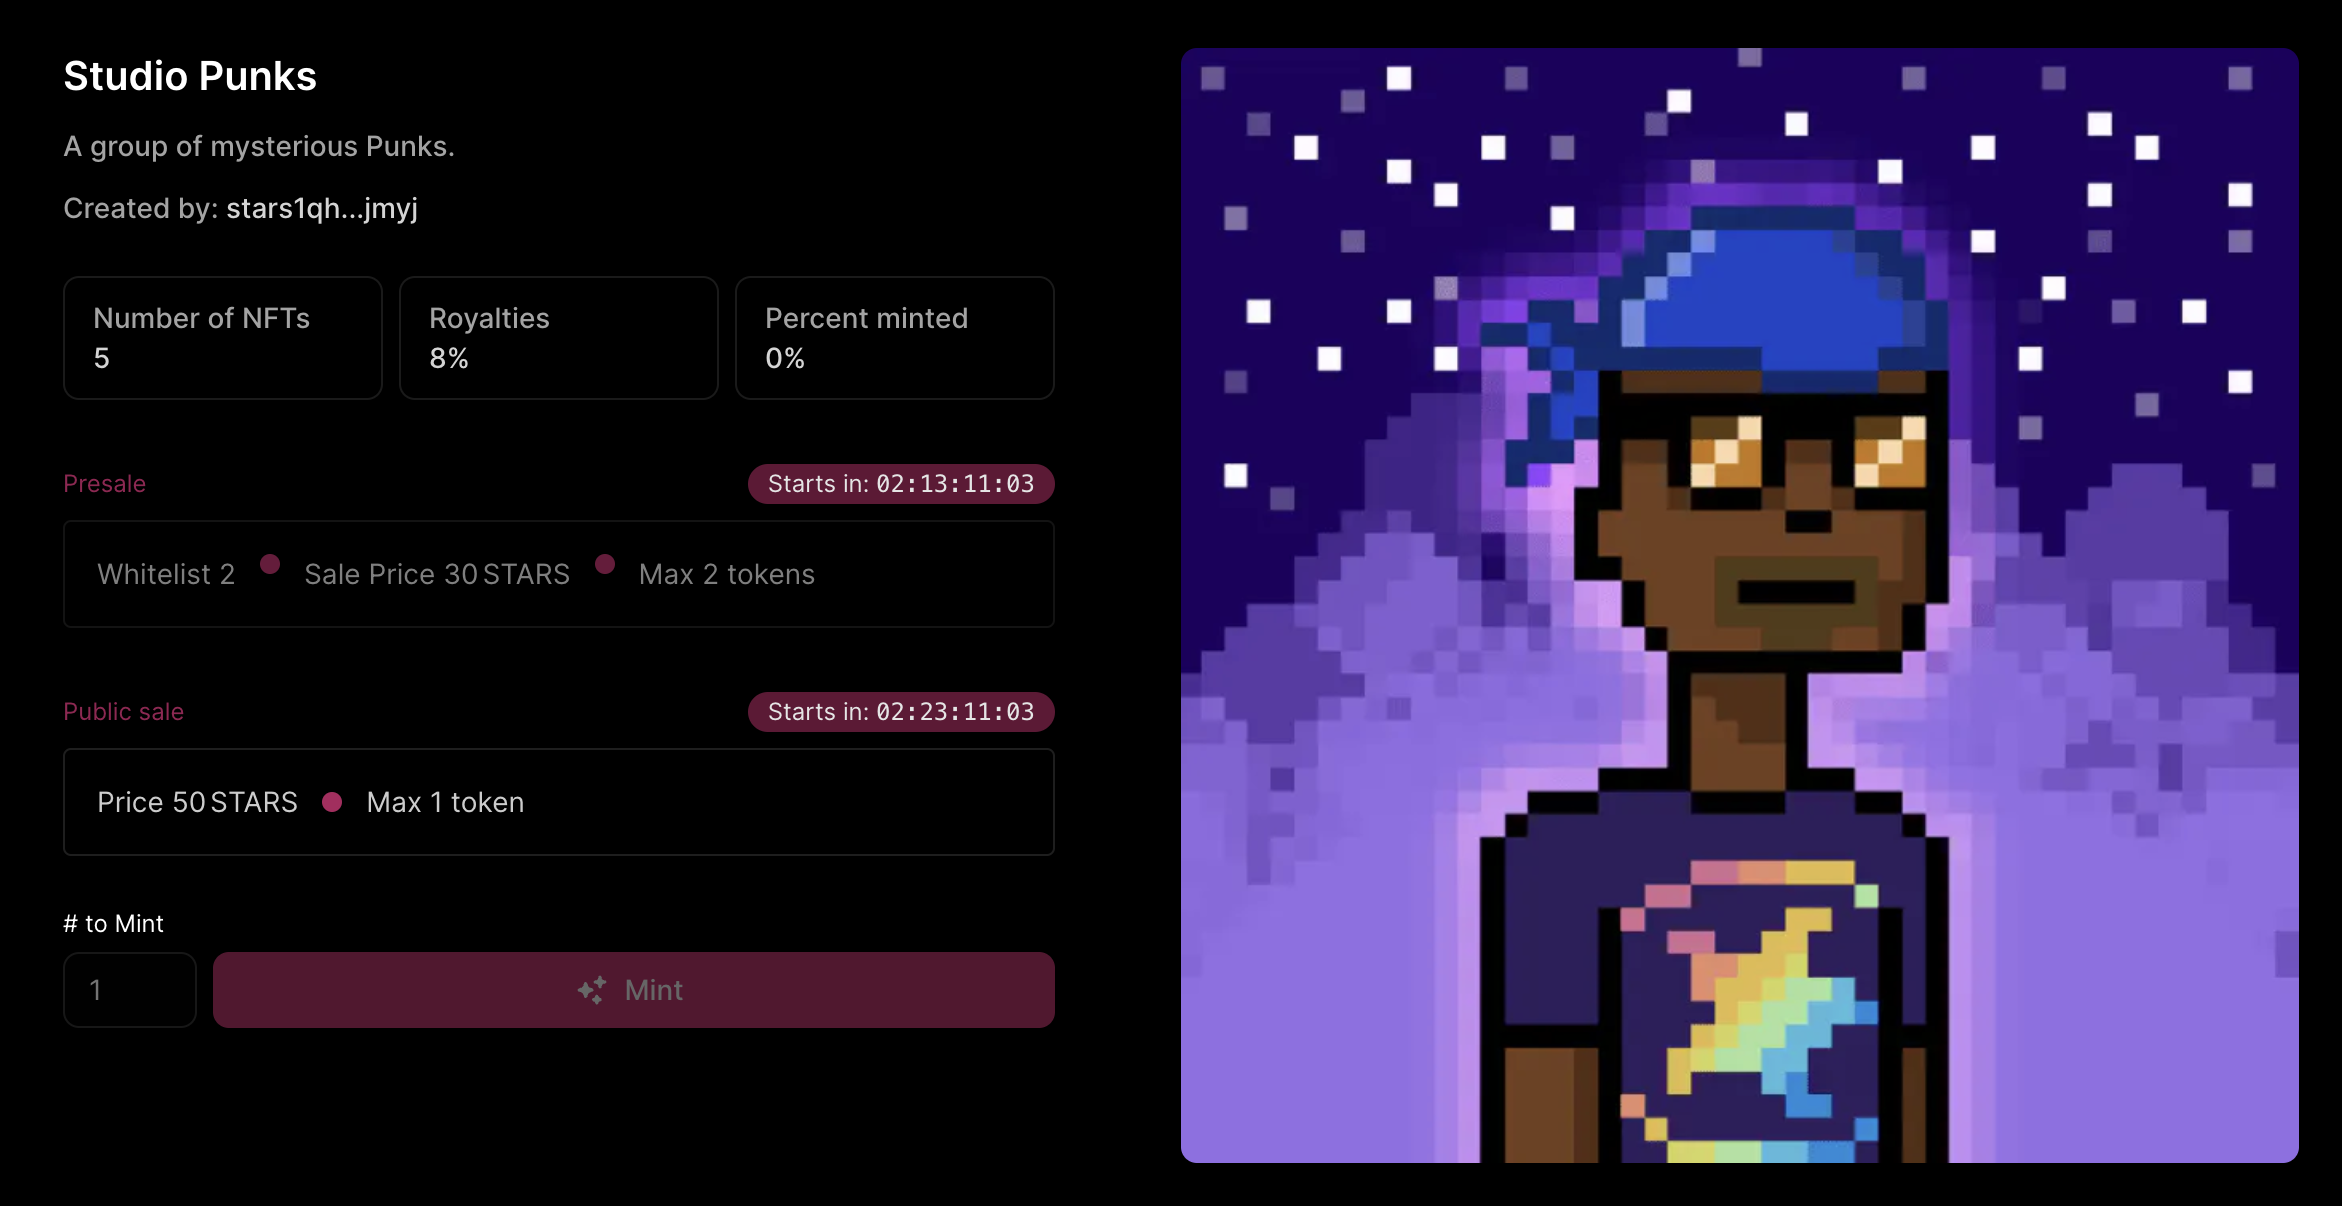 Studio Punks
A group of mysterious Punks.
Created by: stars1qh...jmyj
Number of NFTs
5
Royalties
8%
Percent minted
0%
Presale
Starts in: 02:13:11:03
Whitelist 2 Sale Price 30 STARS Max 2 tokens
Public sale
Starts in: 02:23:11:03
Price 50 STARS Max 1 token
# to Mint
1
Mint